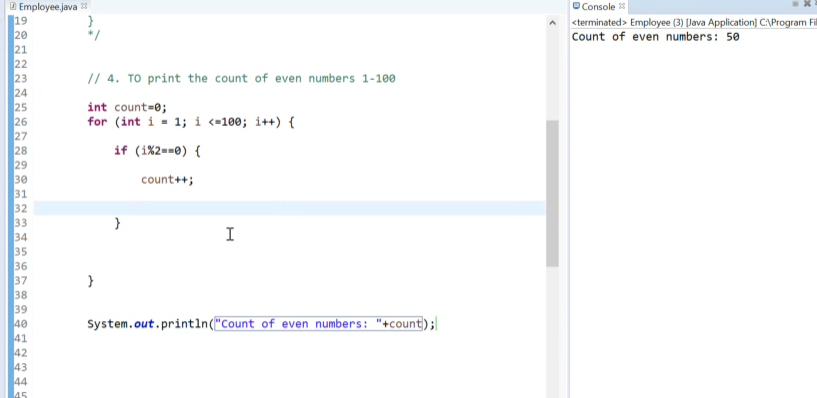 Employee.java
19 }
20 */
21
22
23 // 4. TO print the count of even numbers 1-100
24
25 int count=0;
26 for (int i = 1; i <=100; i++) {
27
28 if (i%2==0) {
29
30 count++;
31
32
33 }
34
35
36
37 }
38
39
40 System.out.println("Count of even numbers: "+count);
41
42
43
44
45
Console
<terminated> Employee (3) [Java Application] C:\Program Fi
Count of even numbers: 50